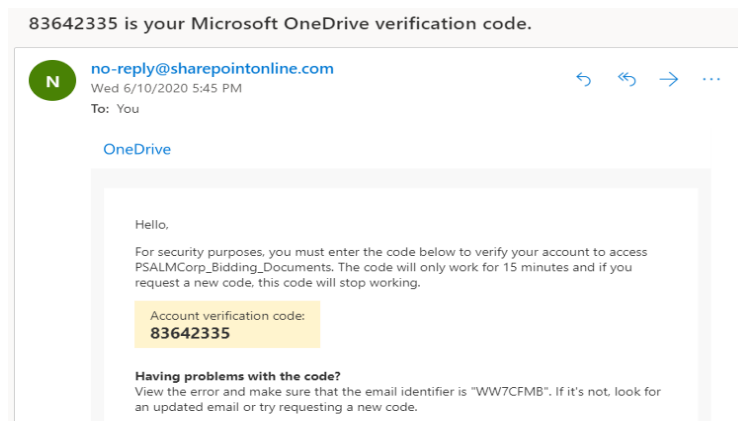 83642335 is your Microsoft OneDrive verification code.
N
no-reply@sharepointonline.com
Wed 6/10/2020 5:45 PM
To: You
OneDrive
Hello,
For security purposes, you must enter the code below to verify your account to access
PSALMCorp_Bidding_Documents. The code will only work for 15 minutes and if you
request a new code, this code will stop working.
Account verification code:
83642335
Having problems with the code?
View the error and make sure that the email identifier is "WW7CFMB". If it's not, look for
an updated email or try requesting a new code.